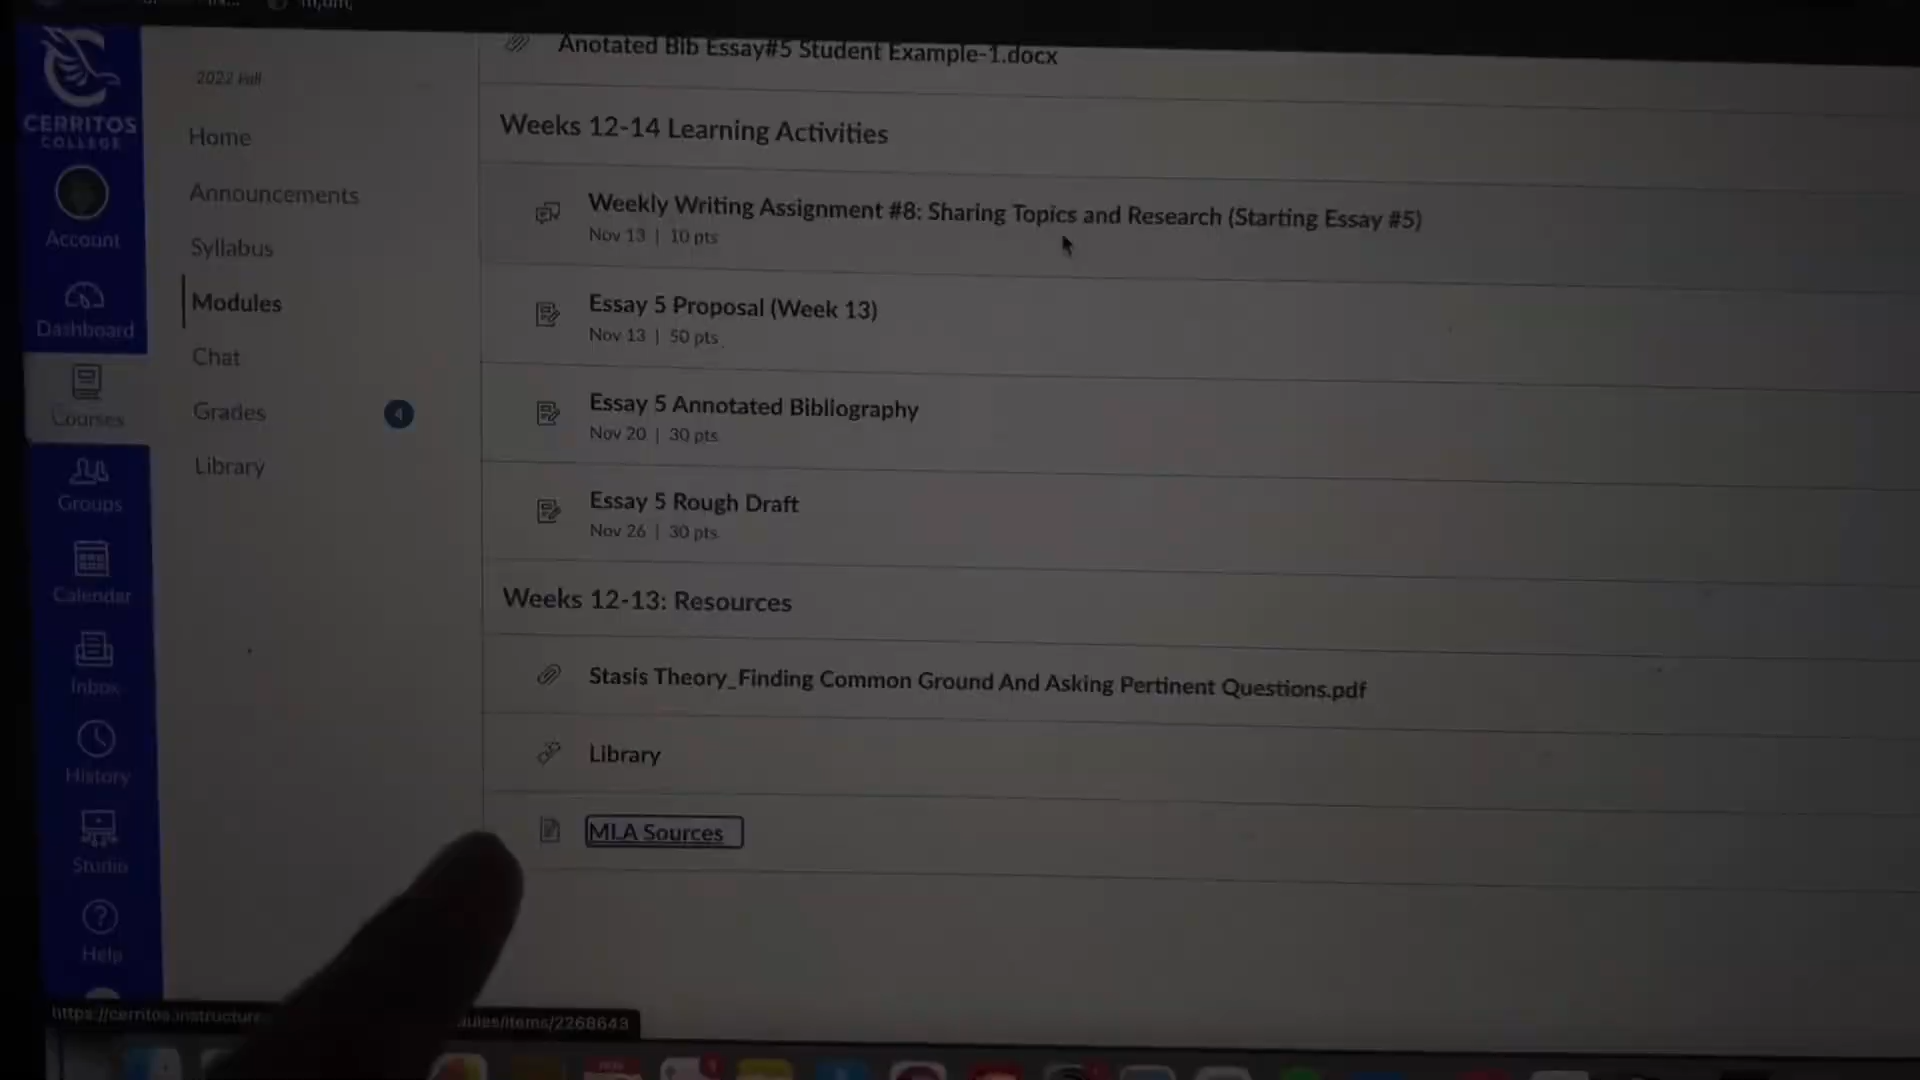 Anotated Bib Essay#5 Student Example-1.docx
CERRITOS
COLLEGE
2022 Fall
Home
Announcements
Syllabus
Modules
Chat
Grades
4
Library
Account
Dashboard
Courses
Groups
Calendar
Inbox
History
Studio
Help
Weeks 12-14 Learning Activities
Weekly Writing Assignment #8: Sharing Topics and Research (Starting Essay #5)
Nov 13 | 10 pts
Essay 5 Proposal (Week 13)
Nov 13 | 50 pts
Essay 5 Annotated Bibliography
Nov 20 | 30 pts
Essay 5 Rough Draft
Nov 26 | 30 pts
Weeks 12-13: Resources
Stasis Theory_Finding Common Ground And Asking Pertinent Questions.pdf
Library
MLA Sources
https://cerritos.instructure
ules/items/2268643